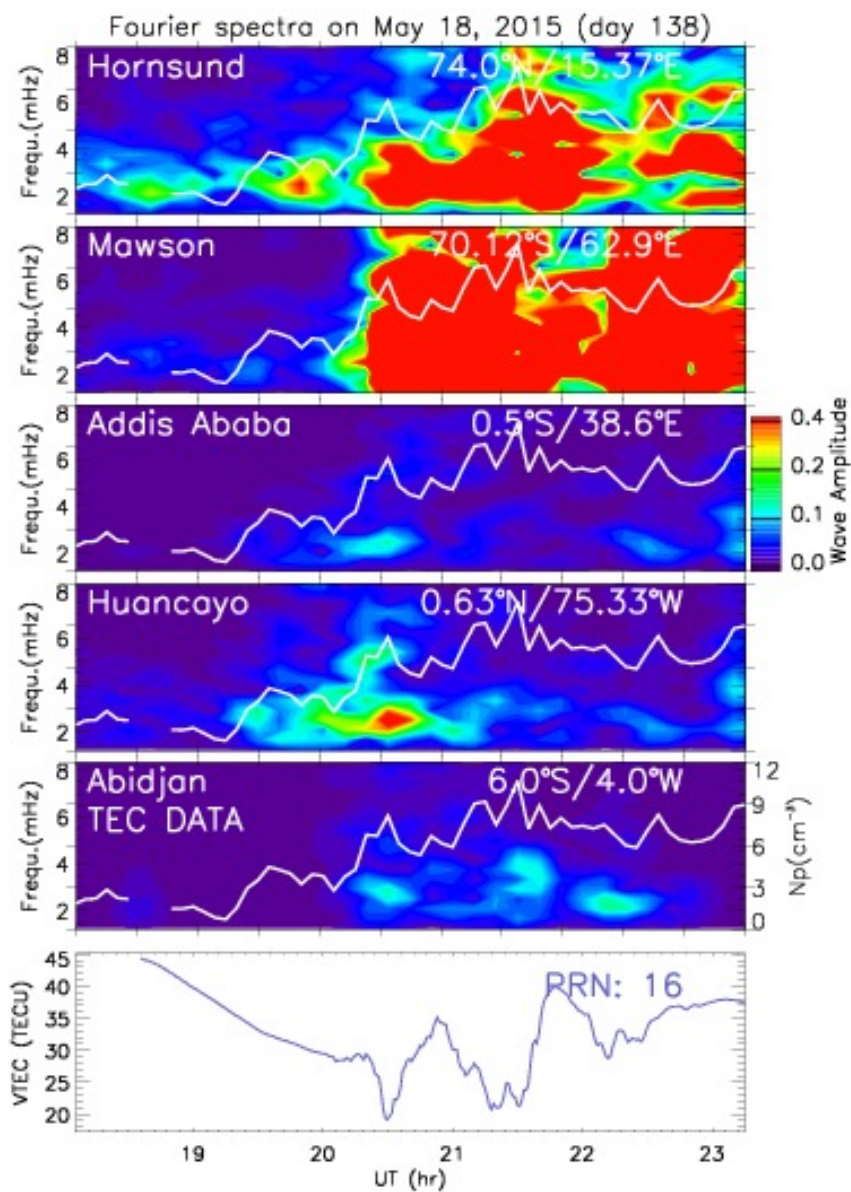 Fourier spectra on May 18, 2015 (day 138)
Hornsund 74.0°N/15.37°E
8
6
4
2
Frequ.(mHz)
Mawson 70.12°S/62.9°E
8
6
4
2
Frequ.(mHz)
Addis Ababa 0.5°S/38.6°E
8
6
4
2
Frequ.(mHz)
0.4
0.2
0.1
0.0
Wave Amplitude
Huancayo 0.63°N/75.33°W
8
6
4
2
Frequ.(mHz)
Abidjan 6.0°S/4.0°W
TEC DATA
8
6
4
2
Frequ.(mHz)
12
9
6
3
0
Np(cm⁻³)
PRN: 16
45
40
35
30
25
20
VTEC (TECU)
19 20 21 22 23
UT (hr)